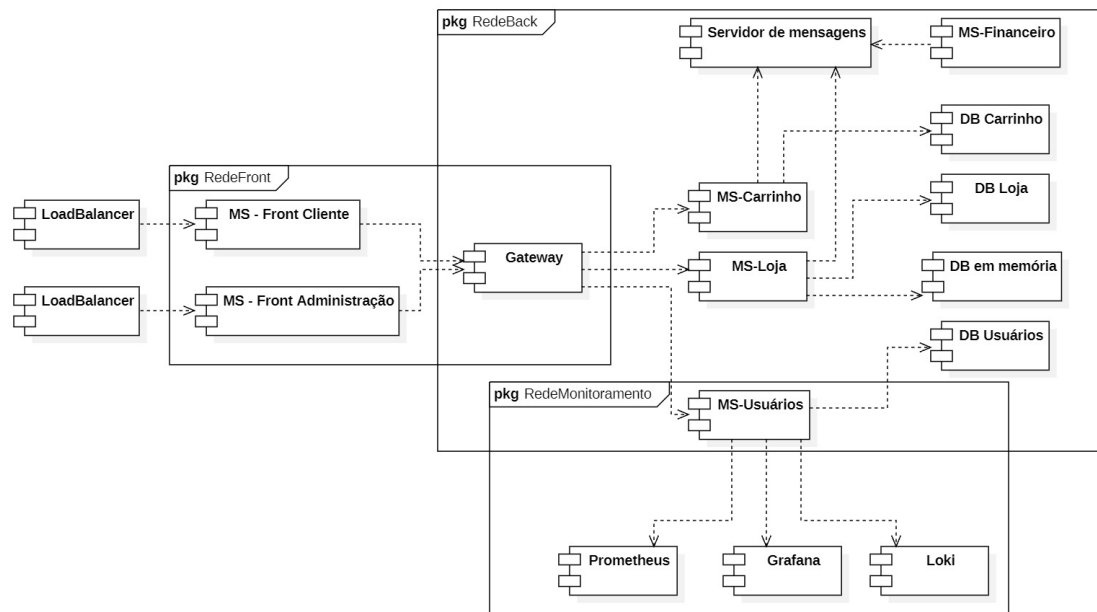 pkg RedeBack
Servidor de mensagens
MS-Financeiro
DB Carrinho
pkg RedeFront
LoadBalancer
MS - Front Cliente
MS-Carrinho
DB Loja
Gateway
MS-Loja
DB em memória
LoadBalancer
MS - Front Administração
DB Usuários
pkg RedeMonitoramento
MS-Usuários
Prometheus
Grafana
Loki